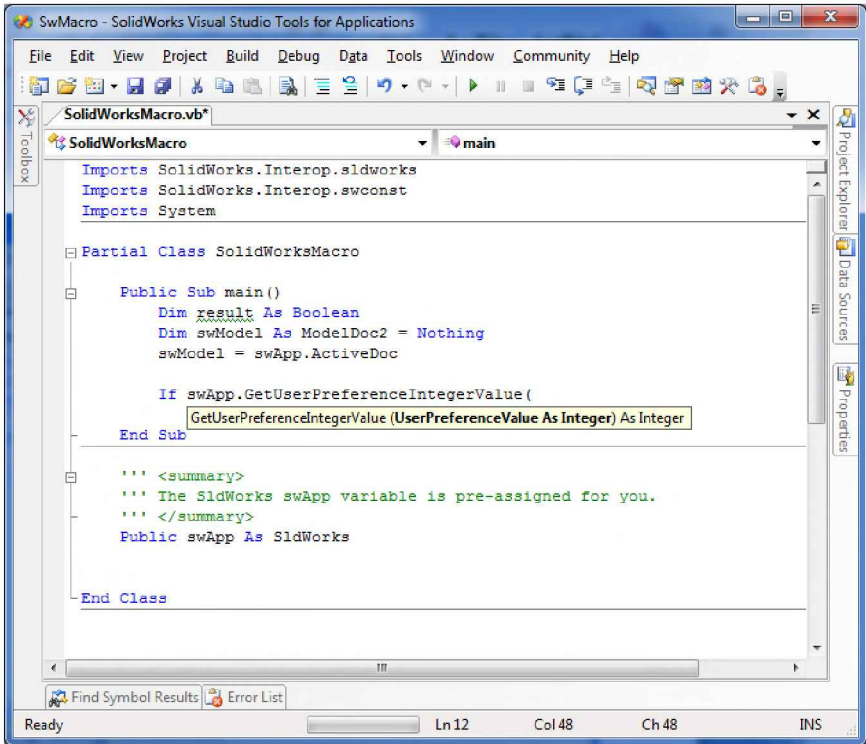 SwMacro - SolidWorks Visual Studio Tools for Applications
File Edit View Project Build Debug Data Tools Window Community Help
SolidWorksMacro.vb*
SolidWorksMacro main
Toolbox
Imports SolidWorks.Interop.sldworks
Imports SolidWorks.Interop.swconst
Imports System
Partial Class SolidWorksMacro
Public Sub main()
Dim result As Boolean
Dim swModel As ModelDoc2 = Nothing
swModel = swApp.ActiveDoc
If swApp.GetUserPreferenceIntegerValue(
GetUserPreferenceIntegerValue (UserPreferenceValue As Integer) As Integer
End Sub
''' <summary>
''' The SldWorks swApp variable is pre-assigned for you.
''' </summary>
Public swApp As SldWorks
End Class
Project Explorer
Data Sources
Properties
Find Symbol Results Error List
Ready Ln 12 Col 48 Ch 48 INS